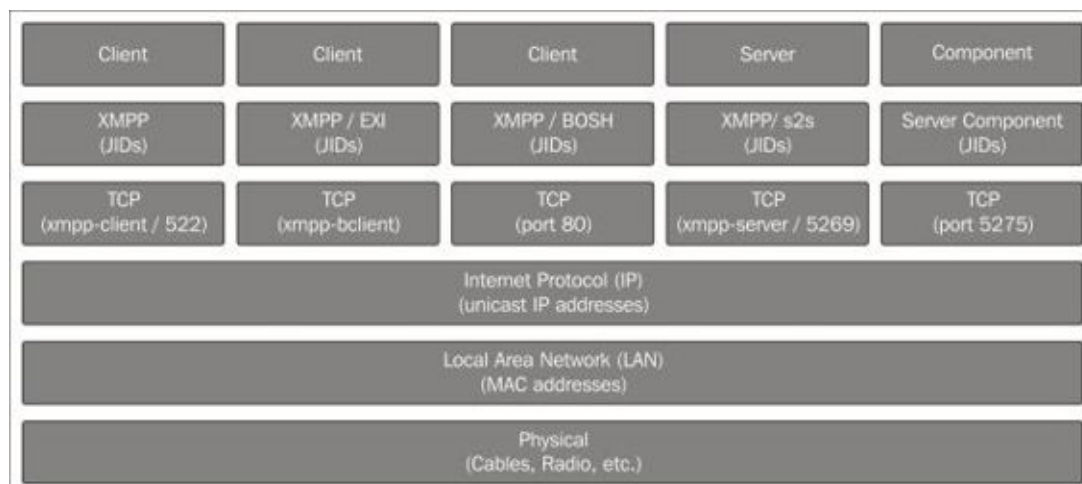 Client
Client
Client
Server
Component
XMPP
(JIDs)
XMPP / EXI
(JIDs)
XMPP / BOSH
(JIDs)
XMPP/ s2s
(JIDs)
Server Component
(JIDs)
TCP
(xmpp-client / 522)
TCP
(xmpp-bclient)
TCP
(port 80)
TCP
(xmpp-server / 5269)
TCP
(port 5275)
Internet Protocol (IP)
(unicast IP addresses)
Local Area Network (LAN)
(MAC addresses)
Physical
(Cables, Radio, etc.)